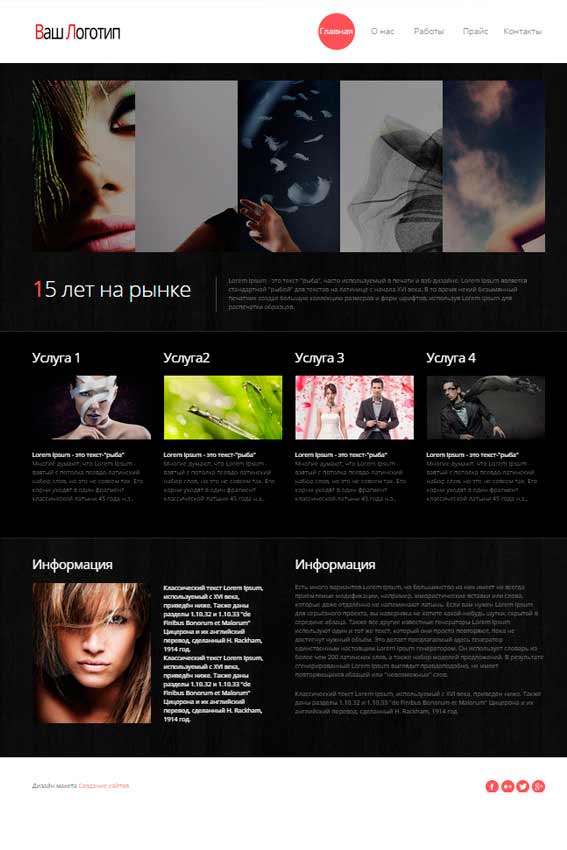 Ваш Логотип
Главная
О нас
Работы
Прайс
Контакты
15 лет на рынке
Lorem Ipsum - это текст-"рыба", часто используемый в печати и вэб-дизайне. Lorem Ipsum является
стандартной "рыбой" для текстов на латинице с начала XVI века. В то время некий безымянный
печатник создал большую коллекцию размеров и форм шрифтов, используя Lorem Ipsum для
распечатки образцов.
Услуга 1
Услуга2
Услуга 3
Услуга 4
Lorem Ipsum - это текст-"рыба"
Многие думают, что Lorem Ipsum -
взятый с потолка псевдо-латинский
набор слов, но это не совсем так. Его
корни уходят в один фрагмент
классической латыни 45 года н.э..
Lorem Ipsum - это текст-"рыба"
Многие думают, что Lorem Ipsum -
взятый с потолка псевдо-латинский
набор слов, но это не совсем так. Его
корни уходят в один фрагмент
классической латыни 45 года н.э..
Lorem Ipsum - это текст-"рыба"
Многие думают, что Lorem Ipsum -
взятый с потолка псевдо-латинский
набор слов, но это не совсем так. Его
корни уходят в один фрагмент
классической латыни 45 года н.э..
Lorem Ipsum - это текст-"рыба"
Многие думают, что Lorem Ipsum -
взятый с потолка псевдо-латинский
набор слов, но это не совсем так. Его
корни уходят в один фрагмент
классической латыни 45 года н.э..
Информация
Классический текст Lorem Ipsum,
используемый с XVI века,
приведён ниже. Также даны
разделы 1.10.32 и 1.10.33 "de
Finibus Bonorum et Malorum"
Цицерона и их английский
перевод, сделанный H. Rackham,
1914 год.
Классический текст Lorem Ipsum,
используемый с XVI века,
приведён ниже. Также даны
разделы 1.10.32 и 1.10.33 "de
Finibus Bonorum et Malorum"
Цицерона и их английский
перевод, сделанный H. Rackham,
1914 год.
Информация
Есть много вариантов Lorem Ipsum, но большинство из них имеет не всегда
приемлемые модификации, например, юмористические вставки или слова,
которые даже отдалённо не напоминают латынь. Если вам нужен Lorem Ipsum
для серьёзного проекта, вы наверняка не хотите какой-нибудь шутки, скрытой в
середине абзаца. Также все другие известные генераторы Lorem Ipsum
используют один и тот же текст, который они просто повторяют, пока не
достигнут нужный объём. Это делает предлагаемый здесь генератор
единственным настоящим Lorem Ipsum генератором. Он использует словарь из
более чем 200 латинских слов, а также набор моделей предложений. В результате
сгенерированный Lorem Ipsum выглядит правдоподобно, не имеет
повторяющихся абзацей или "невозможных" слов.
Классический текст Lorem Ipsum, используемый с XVI века, приведён ниже. Также
даны разделы 1.10.32 и 1.10.33 "de Finibus Bonorum et Malorum" Цицерона и их
английский перевод, сделанный H. Rackham, 1914 год.
Дизайн макета Создание сайтов